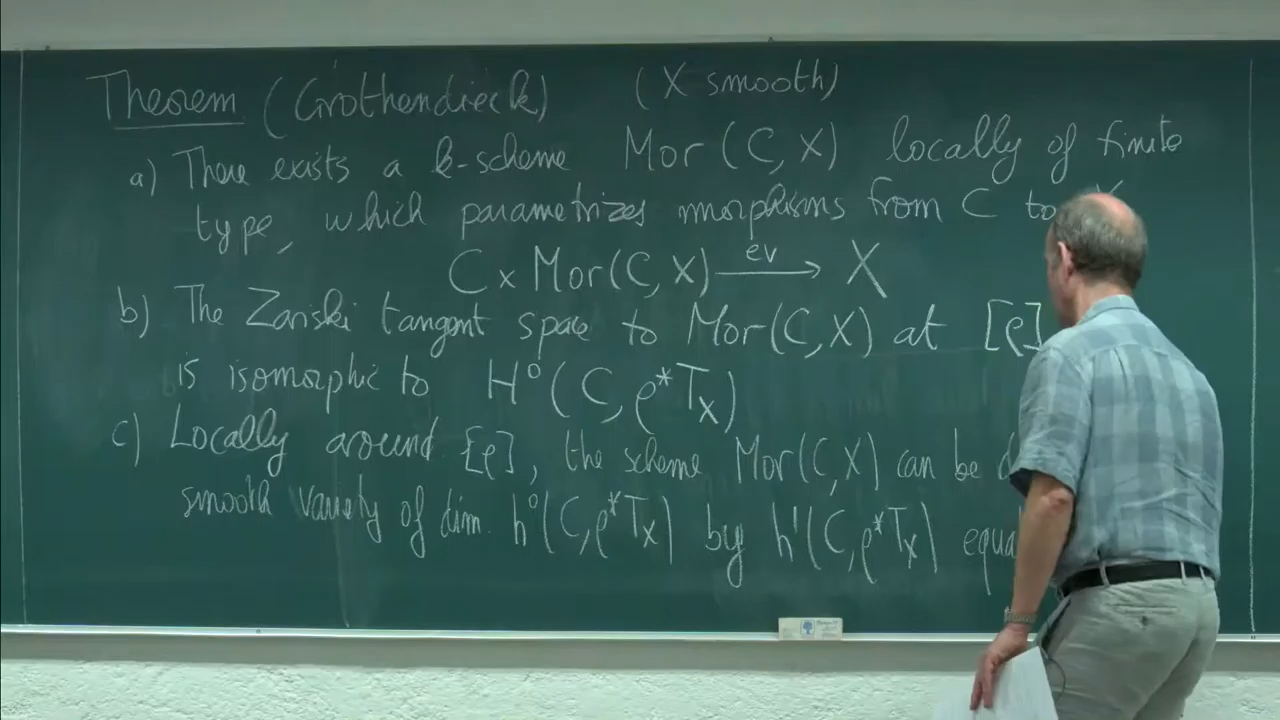 Theorem (Grothendieck) (X smooth)
a) There exists a k-scheme Mor(C,X) locally of finite
type, which parametrizes morphisms from C to X
C x Mor(C,X) ev → X
b) The Zariski tangent space to Mor(C,X) at [ρ]
is isomorphic to H⁰(C,ρ*T_X)
c) Locally around [ρ], the scheme Mor(C,X) can be
smooth variety of dim. h⁰(C,ρ*T_X) by h¹(C,ρ*T_X)